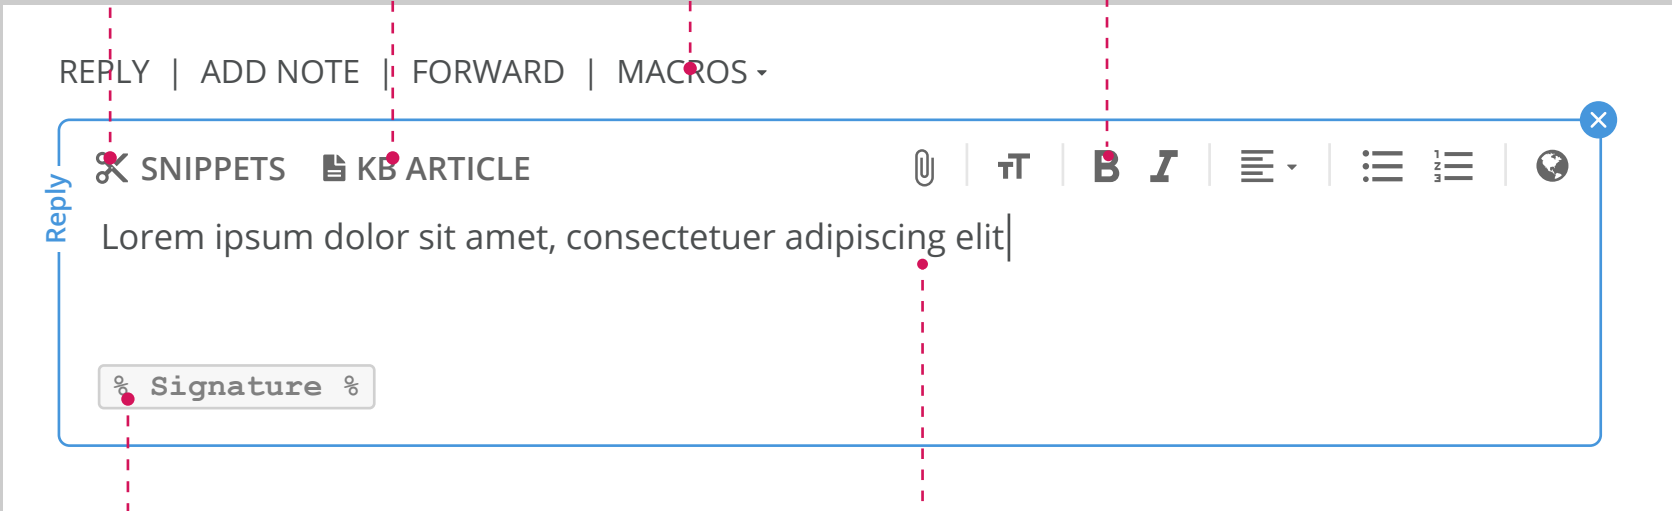 REPLY | ADD NOTE | FORWARD | MACROS
SNIPPETS KB ARTICLE B I
Reply
Lorem ipsum dolor sit amet, consectetuer adipiscing elit
% Signature %